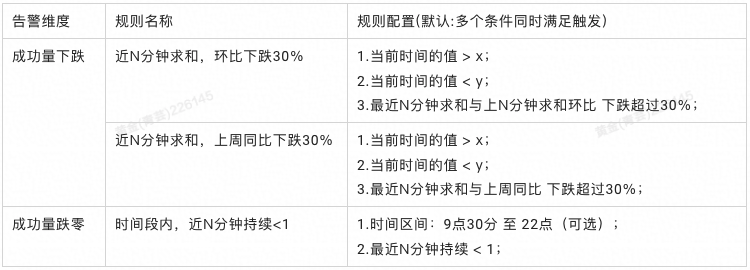 告警维度
规则名称
规则配置(默认:多个条件同时满足触发)
成功量下跌
近N分钟求和，环比下跌30%
1.当前时间的值 > x；
2.当前时间的值 < y；
3.最近N分钟求和与上N分钟求和环比 下跌超过30%；
近N分钟求和，上周同比下跌30%
1.当前时间的值 > x；
2.当前时间的值 < y；
3.最近N分钟求和与上周同比 下跌超过30%；
成功量跌零
时间段内，近N分钟持续<1
1.时间区间：9点30分 至 22点（可选）；
2.最近N分钟持续 < 1；